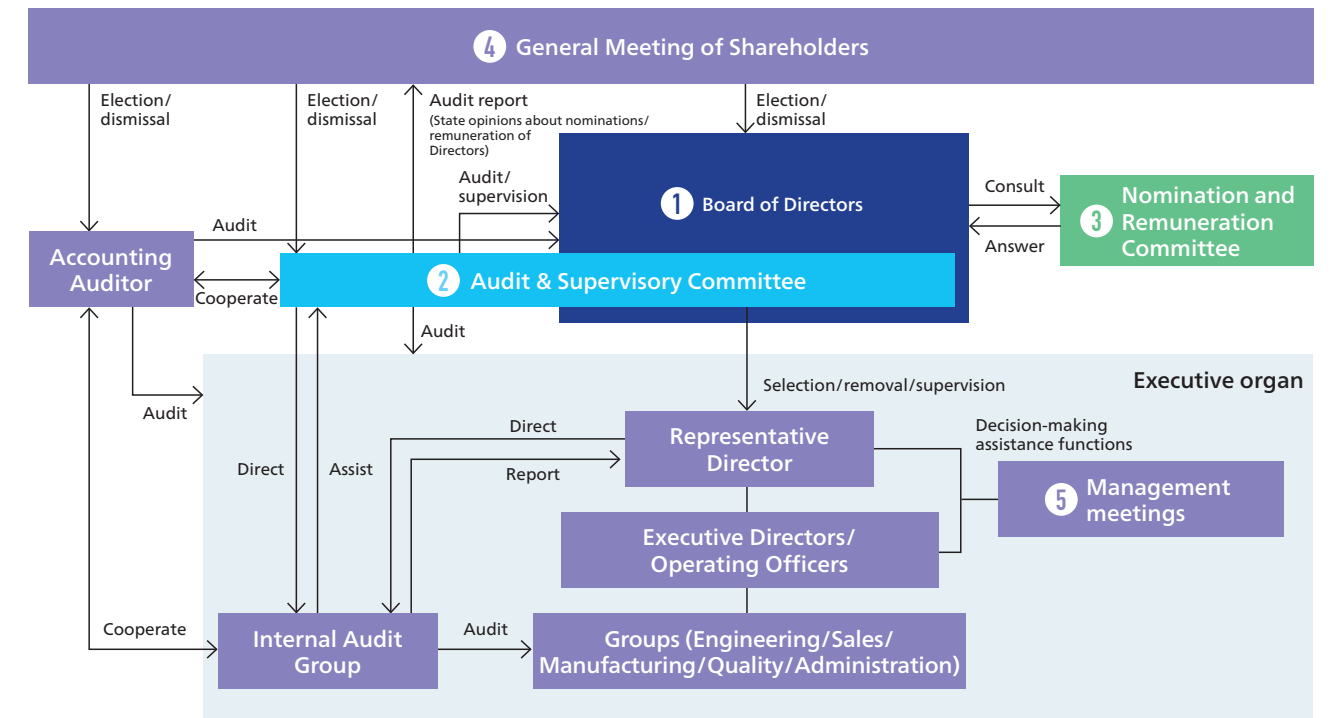 4 General Meeting of Shareholders
Election/
dismissal
Election/
dismissal
Audit report
(State opinions about nominations/
remuneration of
Directors)
Election/
dismissal
Audit/
supervision
1 Board of Directors
Consult
Answer
3 Nomination and
Remuneration
Committee
Audit
Accounting
Auditor
Cooperate
2 Audit & Supervisory Committee
Audit
Audit
Executive organ
Selection/removal/supervision
Direct
Representative
Director
Decision-making
assistance functions
Direct
Assist
Report
5 Management
meetings
Executive Directors/
Operating Officers
Cooperate
Internal Audit
Group
Audit
Groups (Engineering/Sales/
Manufacturing/Quality/Administration)